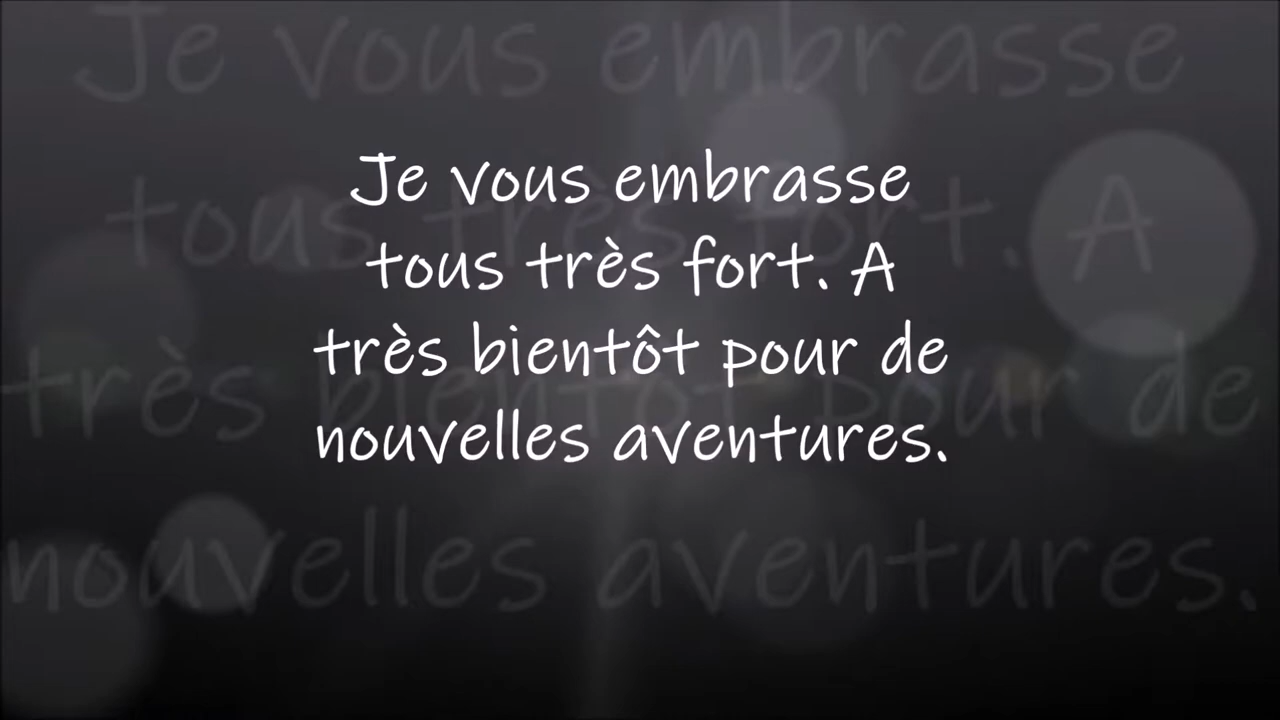 Je vous embrasse
tous très fort. A
très bientôt pour de
nouvelles aventures.